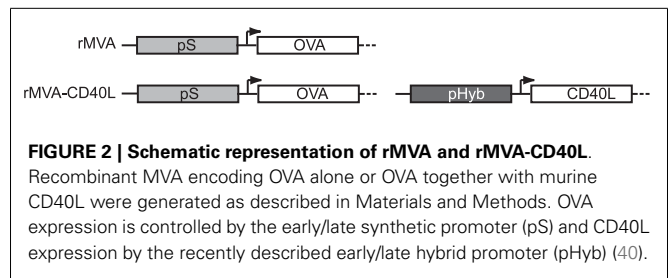 rMVA pS OVA
rMVA-CD40L pS OVA pHyb CD40L
FIGURE 2 | Schematic representation of rMVA and rMVA-CD40L.
Recombinant MVA encoding OVA alone or OVA together with murine
CD40L were generated as described in Materials and Methods. OVA
expression is controlled by the early/late synthetic promoter (pS) and CD40L
expression by the recently described early/late hybrid promoter (pHyb) (40).